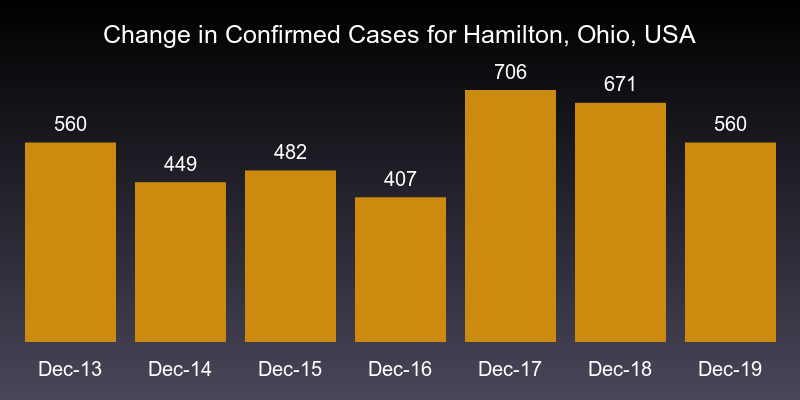 Change in Confirmed Cases for Hamilton, Ohio, USA
560
449
482
407
706
671
560
Dec-13
Dec-14
Dec-15
Dec-16
Dec-17
Dec-18
Dec-19